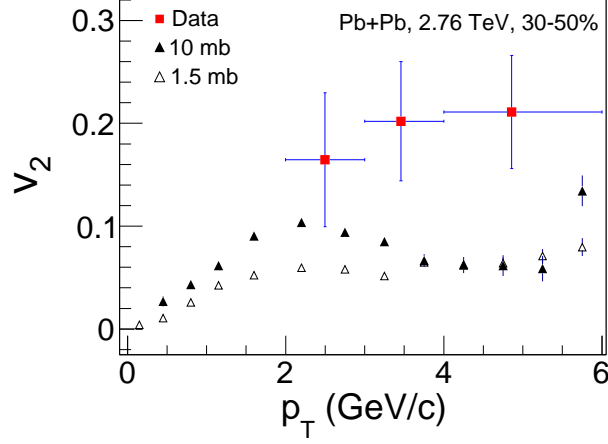 0.3
Data
Pb+Pb, 2.76 TeV, 30-50%
10 mb
1.5 mb
0.2
v2
0.1
0
0 2 4 6
pT (GeV/c)